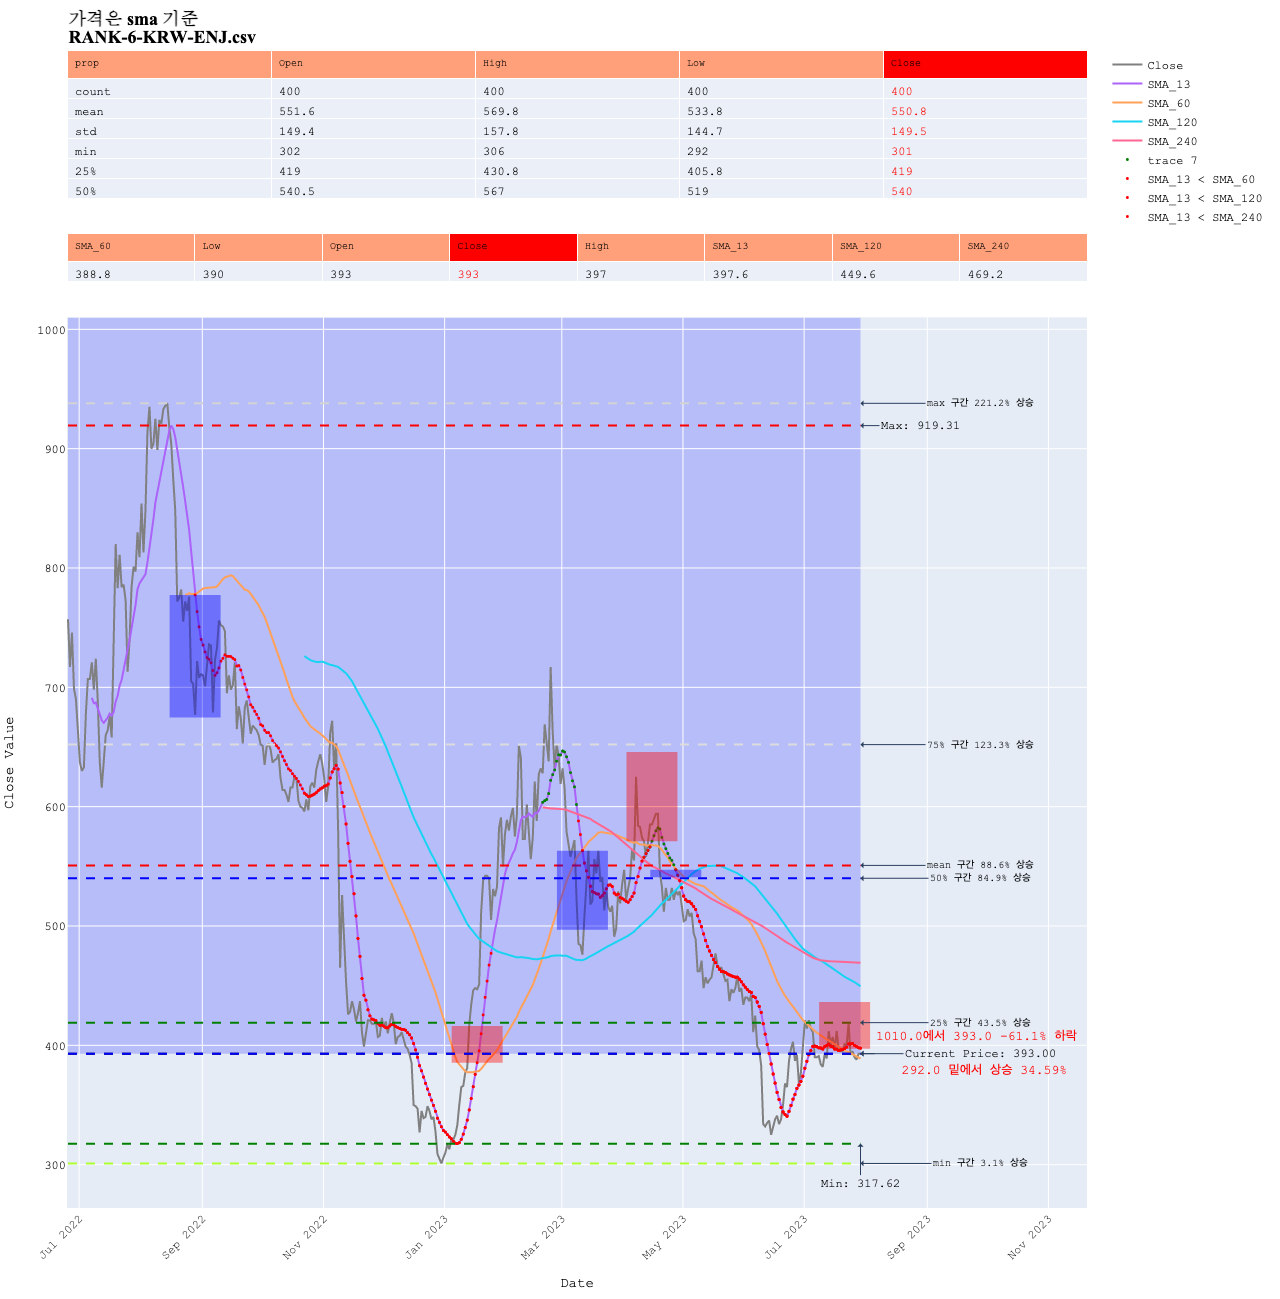 가격은 sma 기준
RANK-6-KRW-ENJ.csv
prop Open High Low Close
count 400 400 400 400
mean 551.6 569.8 533.8 550.8
std 149.4 157.8 144.7 149.5
min 302 306 292 301
25% 419 430.8 405.8 419
50% 540.5 567 519 540
SMA_60 Low Open Close High SMA_13 SMA_120 SMA_240
388.8 390 393 393 397 397.6 449.6 469.2
Close
SMA_13
SMA_60
SMA_120
SMA_240
trace 7
SMA_13 < SMA_60
SMA_13 < SMA_120
SMA_13 < SMA_240
Close Value
1000
900
800
700
600
500
400
300
max 구간 221.2% 상승
Max: 919.31
75% 구간 123.3% 상승
mean 구간 88.6% 상승
50% 구간 84.9% 상승
25% 구간 43.5% 상승
1010.0에서 393.0 -61.1% 하락
Current Price: 393.00
292.0 밑에서 상승 34.59%
min 구간 3.1% 상승
Min: 317.62
Jul 2022
Sep 2022
Nov 2022
Jan 2023
Mar 2023
May 2023
Jul 2023
Sep 2023
Nov 2023
Date